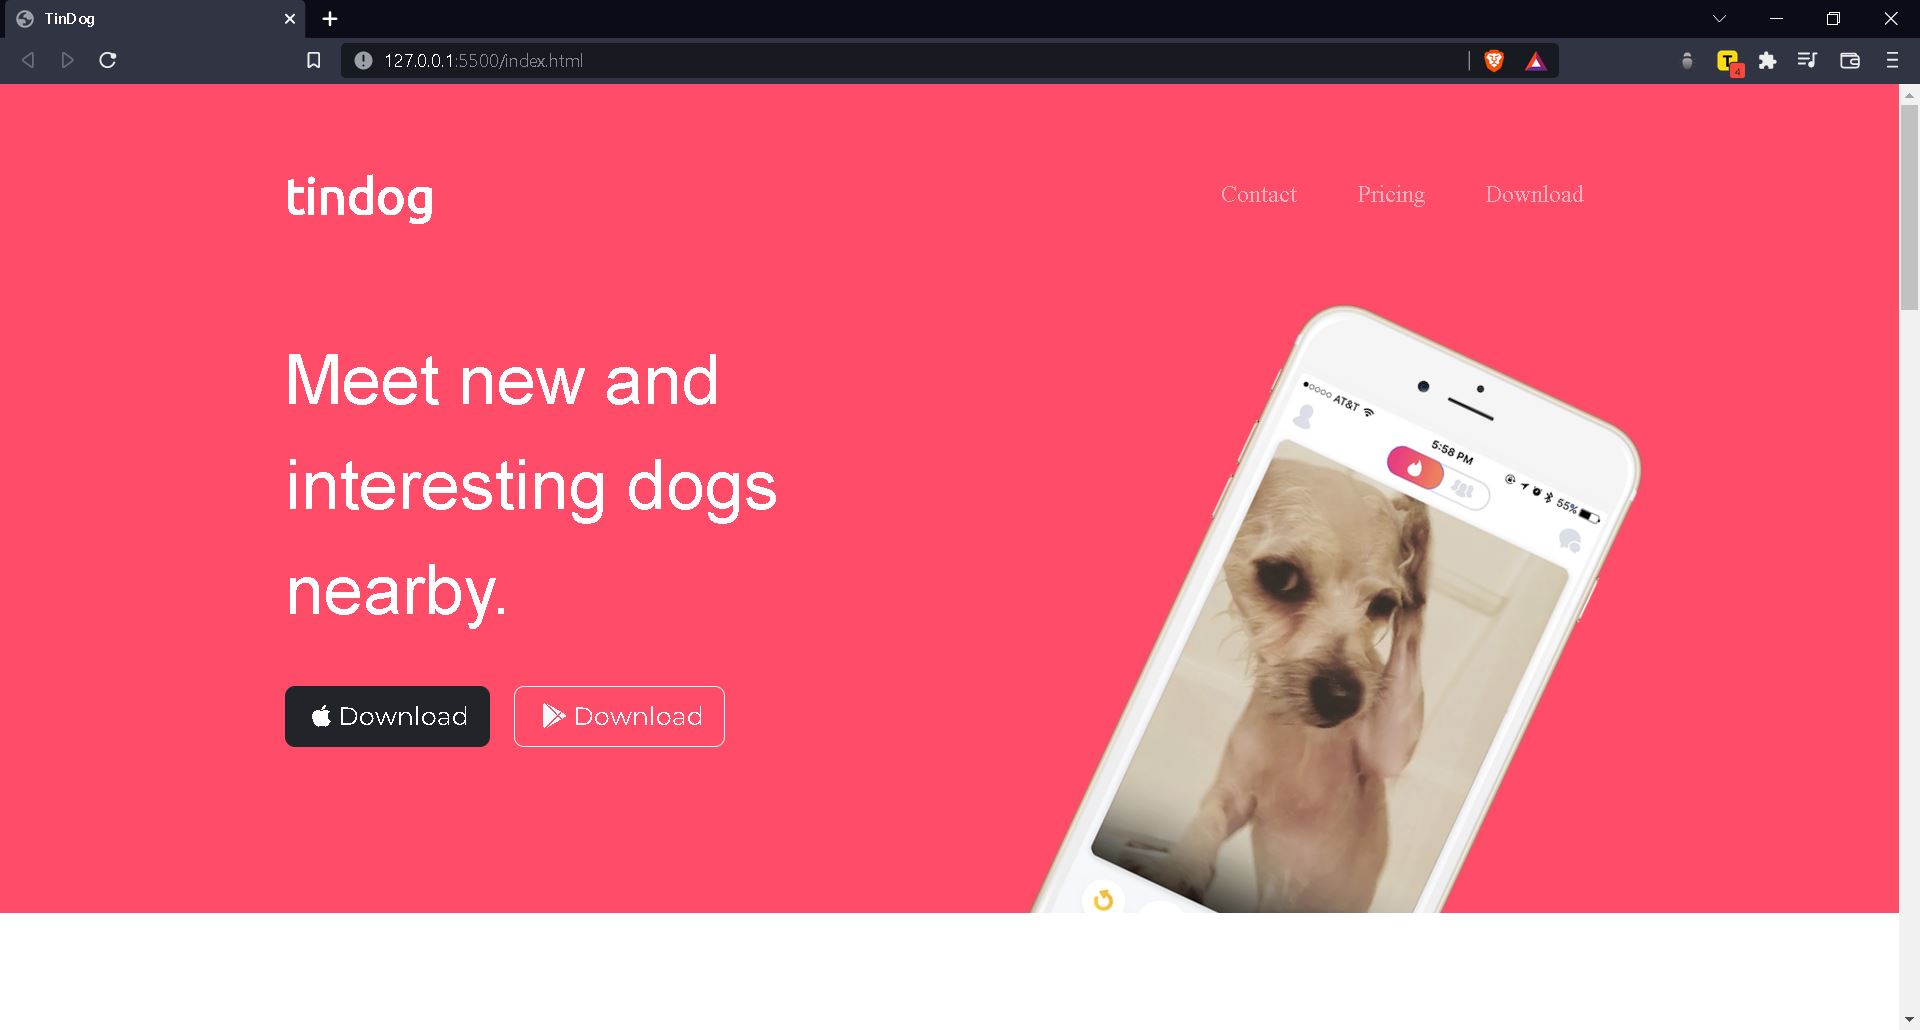 TinDog
127.0.0.1:5500/index.html
T
4
tindog
Contact Pricing Download
Meet new and
interesting dogs
nearby.
Download Download
AT&T
5:58 PM
55%